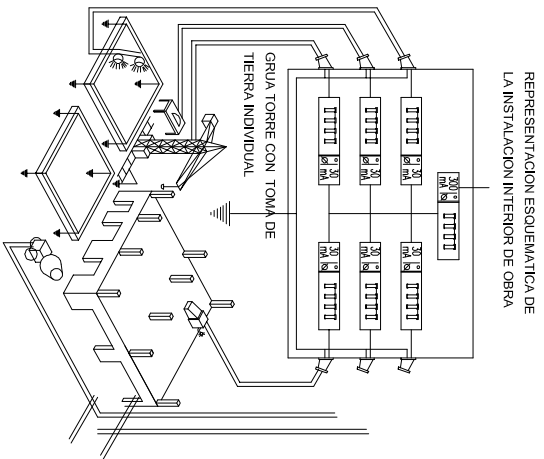 REPRESENTACION ESQUEMATICA DE
LA INSTALACION INTERIOR DE OBRA
300
mA
30
mA
30
mA
30
mA
30
mA
30
mA
30
mA
GRUA TORRE CON TOMA DE
TIERRA INDIVIDUAL